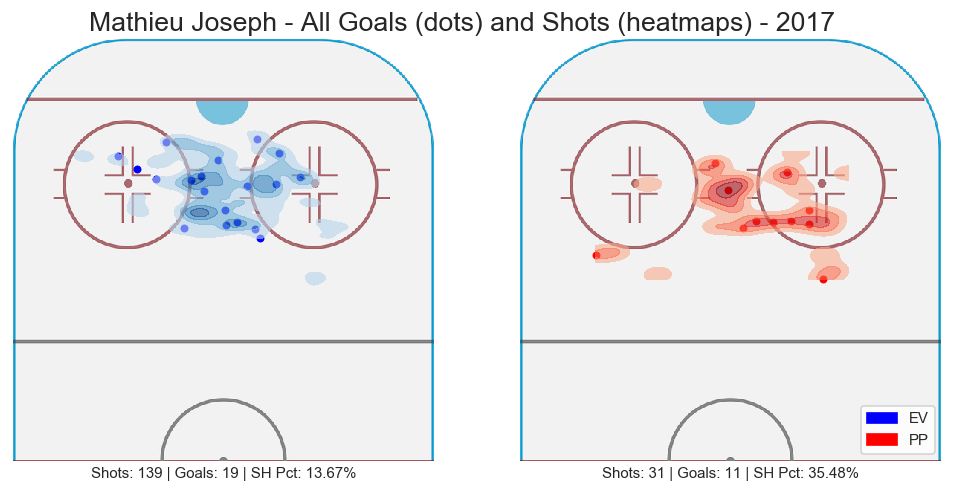 Mathieu Joseph - All Goals (dots) and Shots (heatmaps) - 2017
EV
PP
Shots: 139 | Goals: 19 | SH Pct: 13.67%
Shots: 31 | Goals: 11 | SH Pct: 35.48%